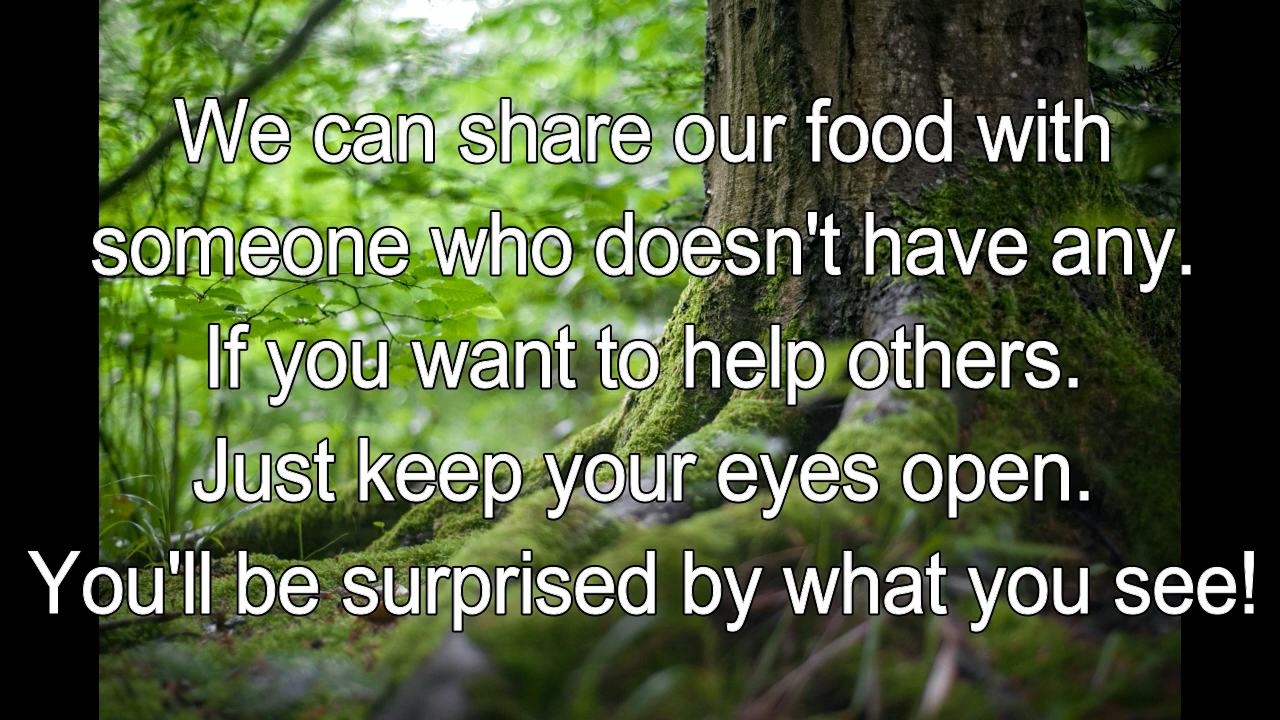 We can share our food with
someone who doesn't have any.
If you want to help others.
Just keep your eyes open.
You'll be surprised by what you see!